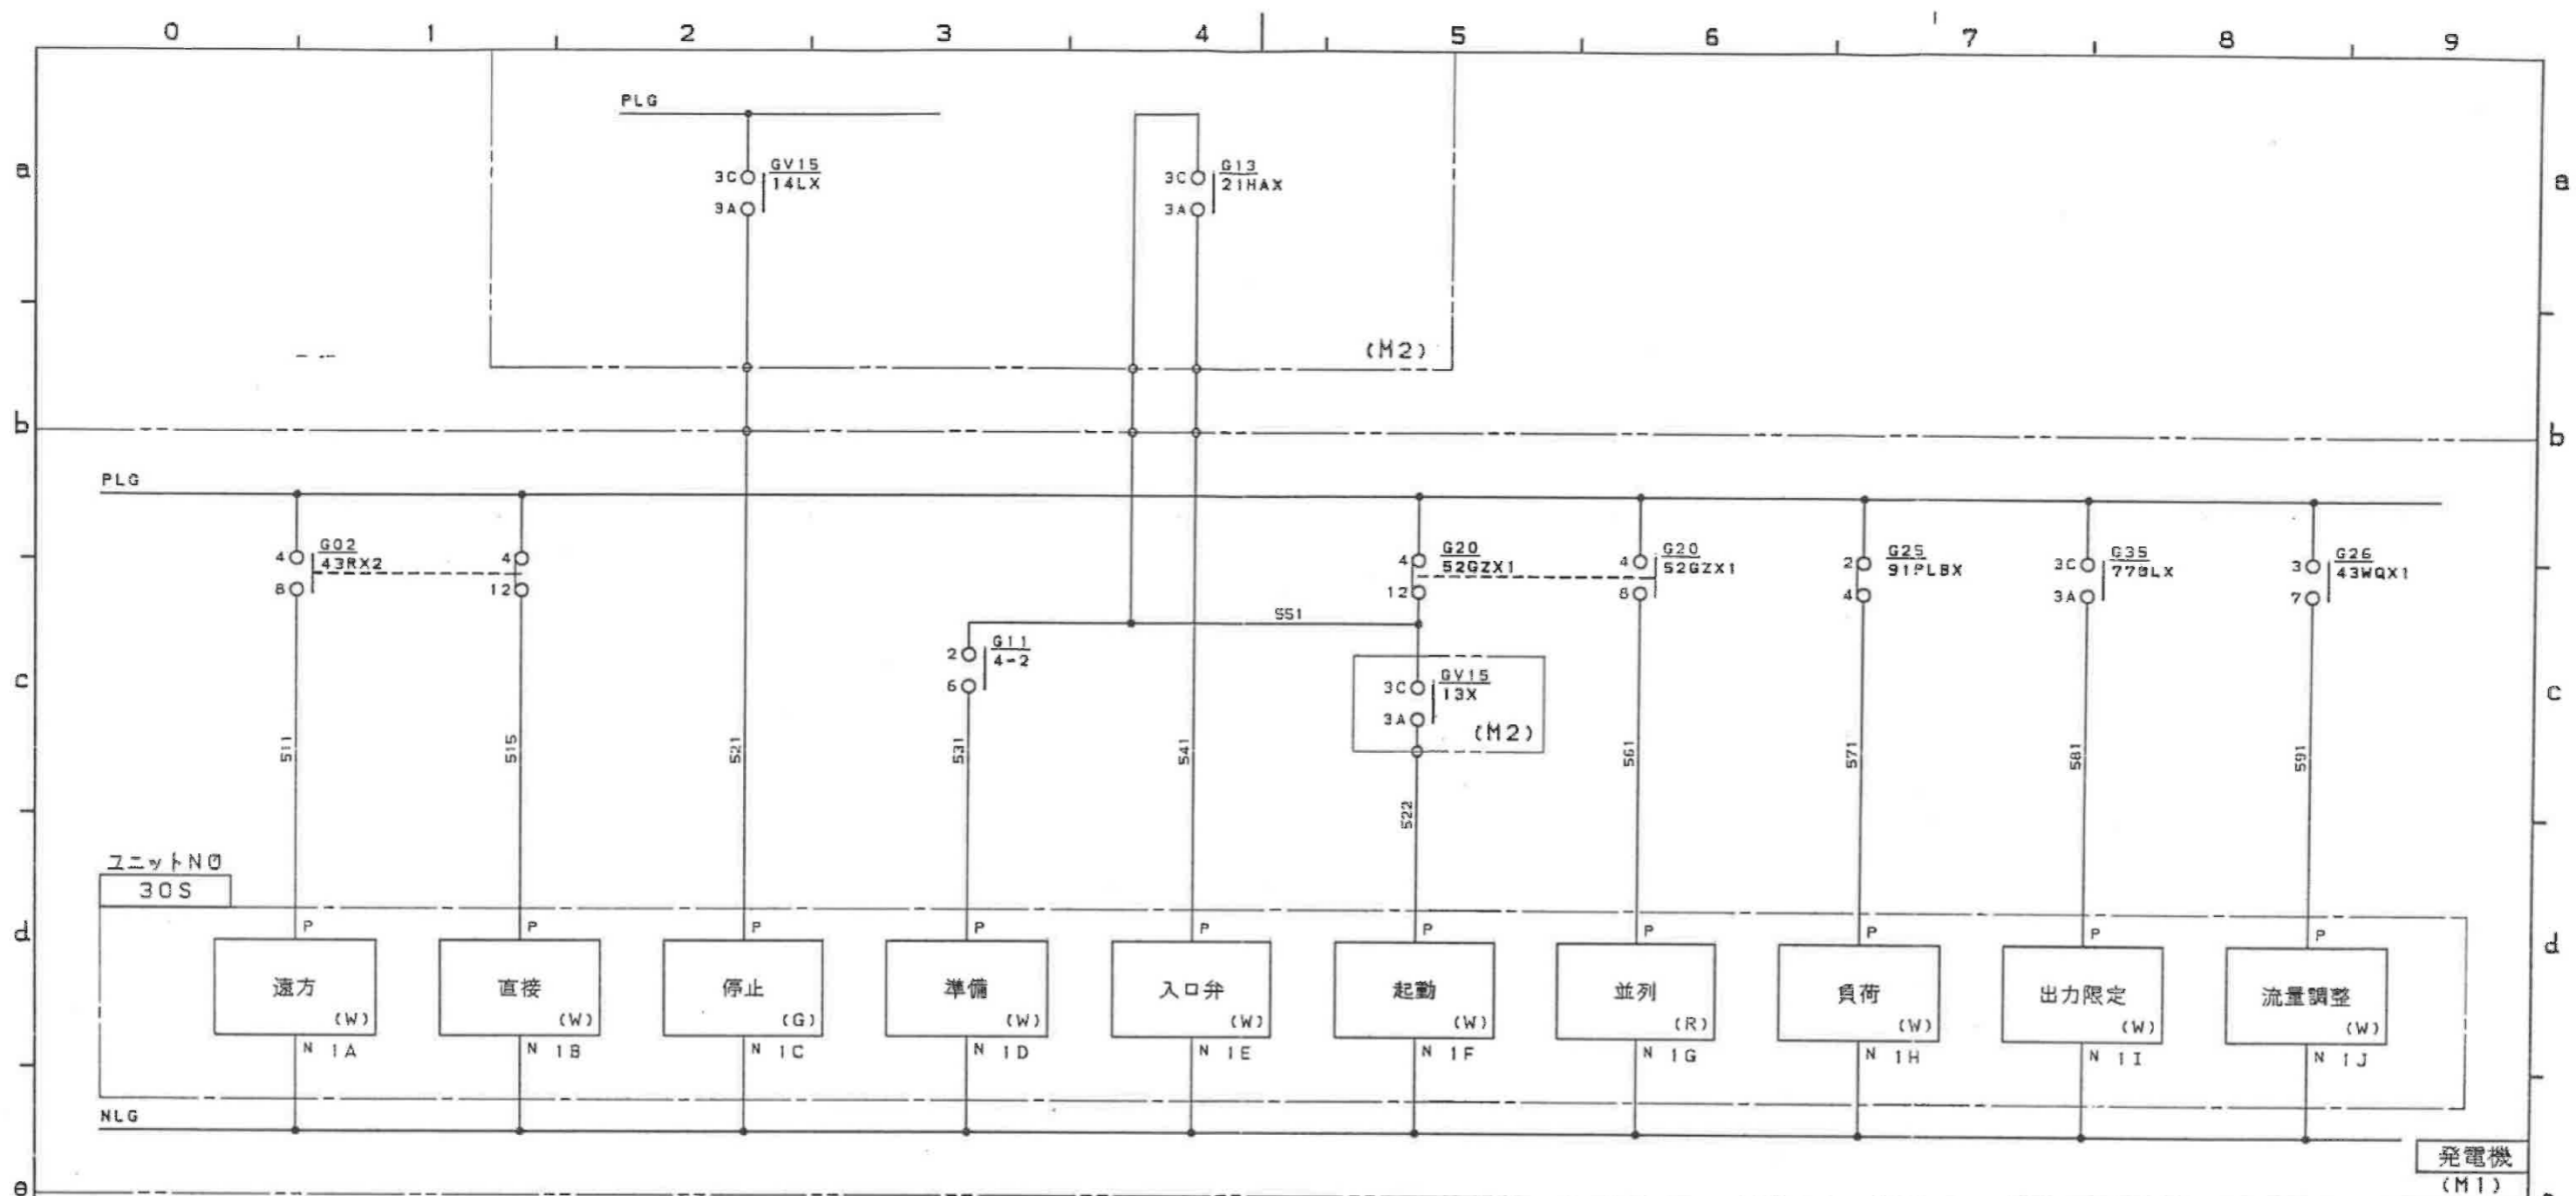 0 1 2 3 4 5 6 7 8 9
PLG
a a
3C GV15 14LX
3A
3C G13 21HAX
3A
(M2)
b b
PLG
4 G02 43RX2
8
4
12
4 G20 52GZX1
12
4 G20 52GZX1
8
2 G25 91PLBX
4
3C G35
3A
3 G26 43WQX1
7
551
2 G11 4-2
6
c c
3C GV15 13X
3A
(M2)
511 515 521 531 541 522 561 571 581 591
ユニットNO
30S
d d
P P P P P P P P P P
遠方 (W)
直接 (W)
停止 (G)
準備 (W)
入口弁 (W)
起動 (W)
並列 (R)
負荷 (W)
出力限定 (W)
流量調整 (W)
N 1A N 1B N 1C N 1D N 1E N 1F N 1G N 1H N 1I N 1J
NLG
発電機
(M1)
e